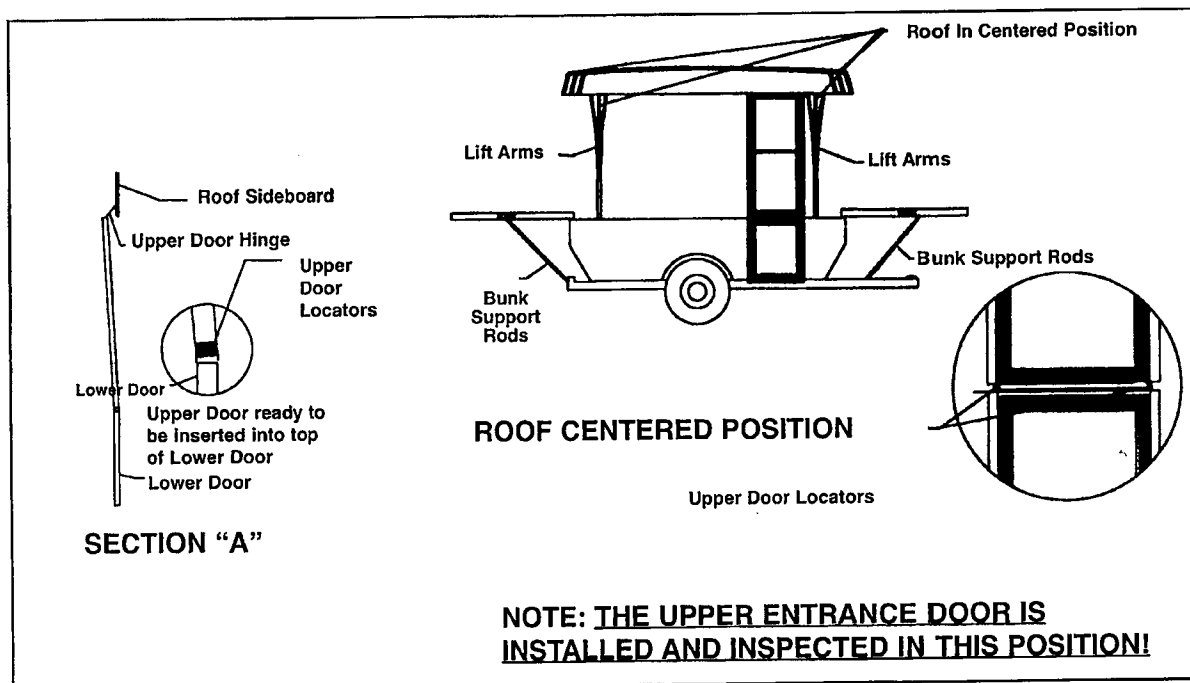 Roof In Centered Position
Lift Arms
Lift Arms
Roof Sideboard
Upper Door Hinge
Upper
Door
Locators
Bunk Support Rods
Bunk
Support
Rods
Lower Door
Upper Door ready to
be inserted into top
of Lower Door
Lower Door
ROOF CENTERED POSITION
Upper Door Locators
SECTION “A”
NOTE: THE UPPER ENTRANCE DOOR IS
INSTALLED AND INSPECTED IN THIS POSITION!